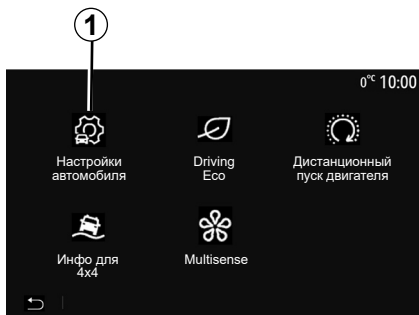 1
0°C 10:00
Настройки
автомобиля
Driving
Eco
Дистанционный
пуск двигателя
Инфо для
4x4
Multisense